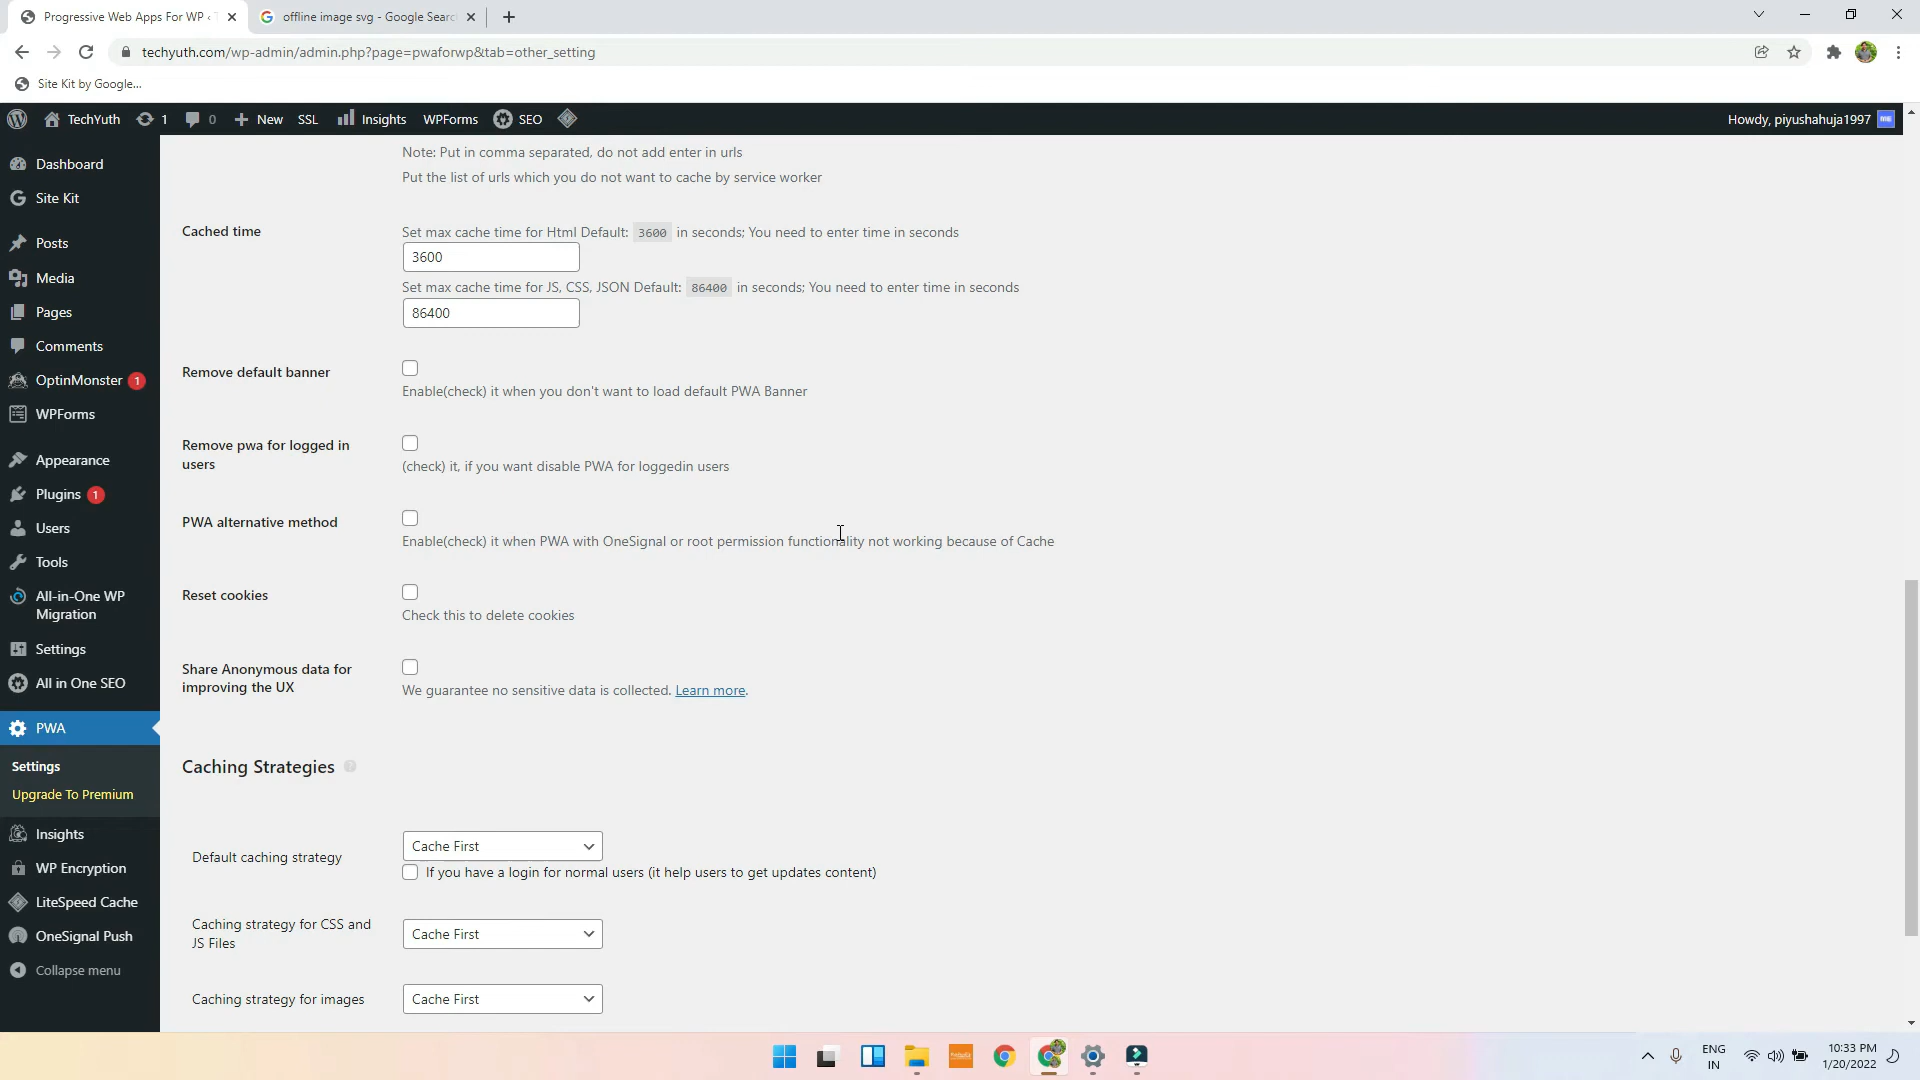 Progressive Web Apps For WP ‹ T
offline image svg - Google Searc
techyuth.com/wp-admin/admin.php?page=pwaforwp&tab=other_setting
Site Kit by Google...
TechYuth
1
0
New
SSL
Insights
WPForms
SEO
Howdy, piyushahuja1997
Dashboard
Site Kit
Posts
Media
Pages
Comments
OptinMonster 1
WPForms
Appearance
Plugins 1
Users
Tools
All-in-One WP
Migration
Settings
All in One SEO
PWA
Settings
Upgrade To Premium
Insights
WP Encryption
LiteSpeed Cache
OneSignal Push
Collapse menu
Note: Put in comma separated, do not add enter in urls
Put the list of urls which you do not want to cache by service worker
Cached time
Set max cache time for Html Default: 3600 in seconds; You need to enter time in seconds
3600
Set max cache time for JS, CSS, JSON Default: 86400 in seconds; You need to enter time in seconds
86400
Remove default banner
Enable(check) it when you don't want to load default PWA Banner
Remove pwa for logged in
users
(check) it, if you want disable PWA for loggedin users
PWA alternative method
Enable(check) it when PWA with OneSignal or root permission functionality not working because of Cache
Reset cookies
Check this to delete cookies
Share Anonymous data for
improving the UX
We guarantee no sensitive data is collected. Learn more.
Caching Strategies
Default caching strategy
Cache First
If you have a login for normal users (it help users to get updates content)
Caching strategy for CSS and
JS Files
Cache First
Caching strategy for images
Cache First
ENG
IN
10:33 PM
1/20/2022